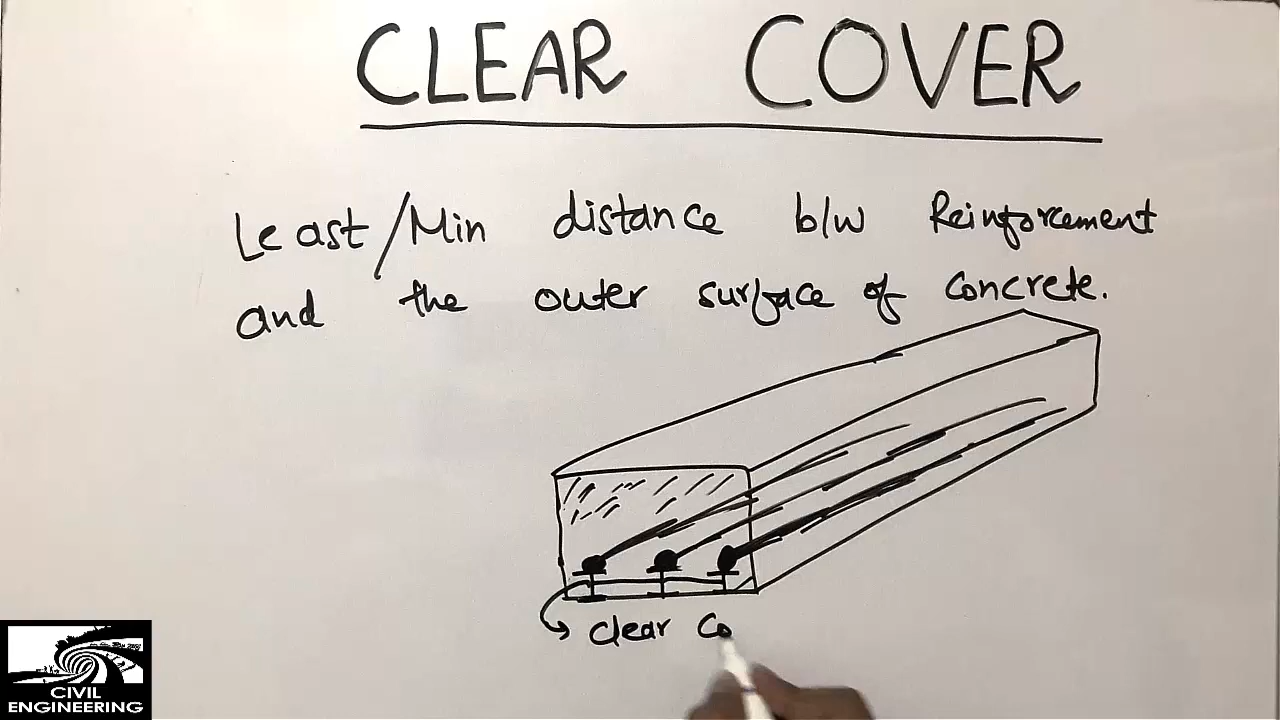 CLEAR COVER
Least/Min distance b/w Reinforcement
and the outer surface of concrete.
Clear Co
CIVIL
ENGINEERING